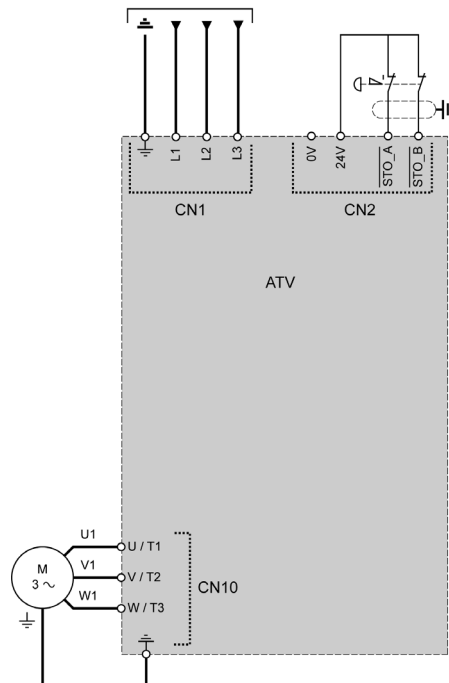 L1
L2
L3
0V
24V
STO_A
STO_B
CN1
CN2
ATV
U1
U / T1
V1
V / T2
W1
W / T3
M
3 ~
CN10